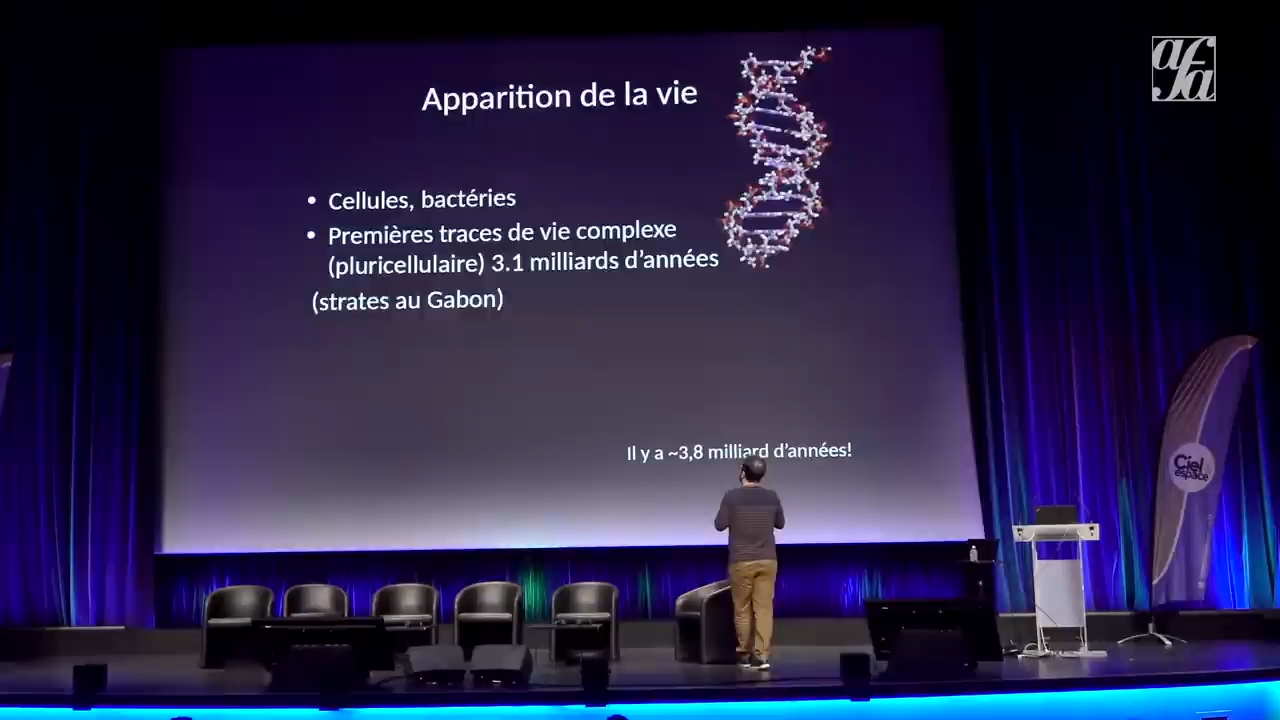 afa
Apparition de la vie
• Cellules, bactéries
• Premières traces de vie complexe
(pluricellulaire) 3.1 milliards d'années
(strates au Gabon)
Il y a ~3,8 milliard d'années!
Ciel &
espace